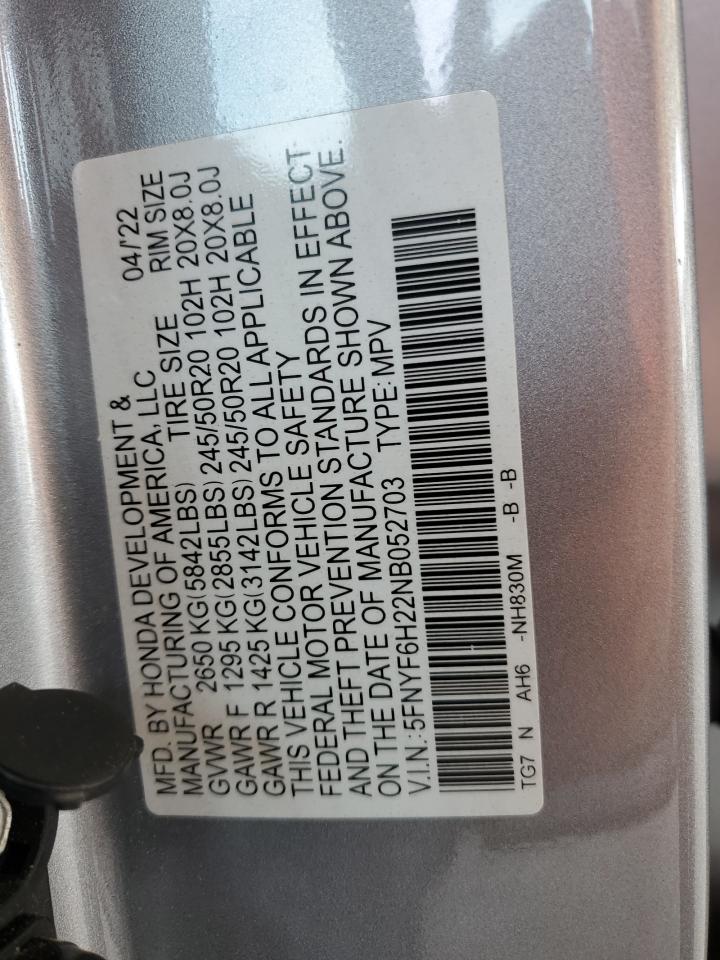 MFD. BY HONDA DEVELOPMENT &
MANUFACTURING OF AMERICA, LLC 04/'22
GVWR 2650 KG(5842LBS) TIRE SIZE RIM SIZE
GAWR F 1295 KG(2855LBS) 245/50R20 102H 20X8.0J
GAWR R 1425 KG(3142LBS) 245/50R20 102H 20X8.0J
THIS VEHICLE CONFORMS TO ALL APPLICABLE
FEDERAL MOTOR VEHICLE SAFETY
AND THEFT PREVENTION STANDARDS IN EFFECT
ON THE DATE OF MANUFACTURE SHOWN ABOVE.
V.I.N.:5FNYF6H22NB052703 TYPE:MPV
TG7 N AH6 -NH830M -B -B